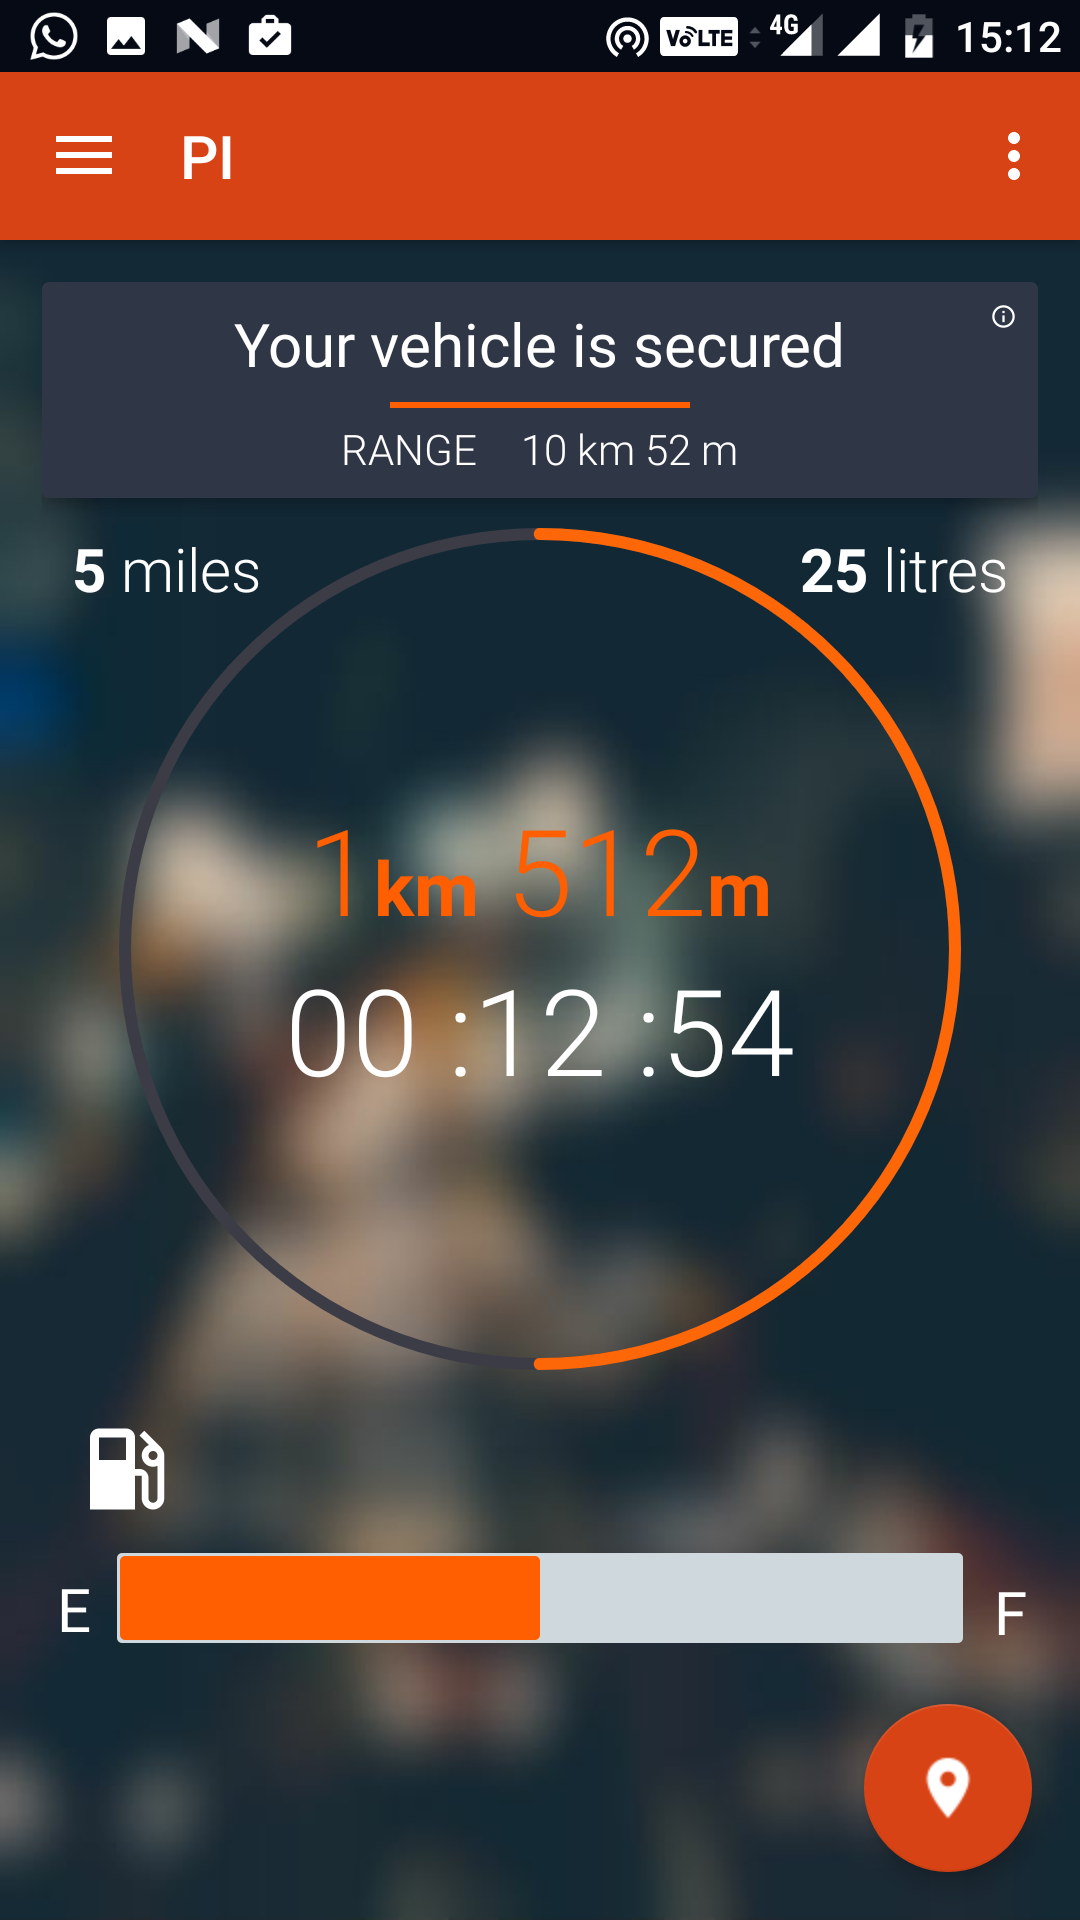 VoLTE 4G 15:12
PI
Your vehicle is secured
RANGE 10 km 52 m
5 miles 25 litres
1km 512m
00 :12 :54
E F